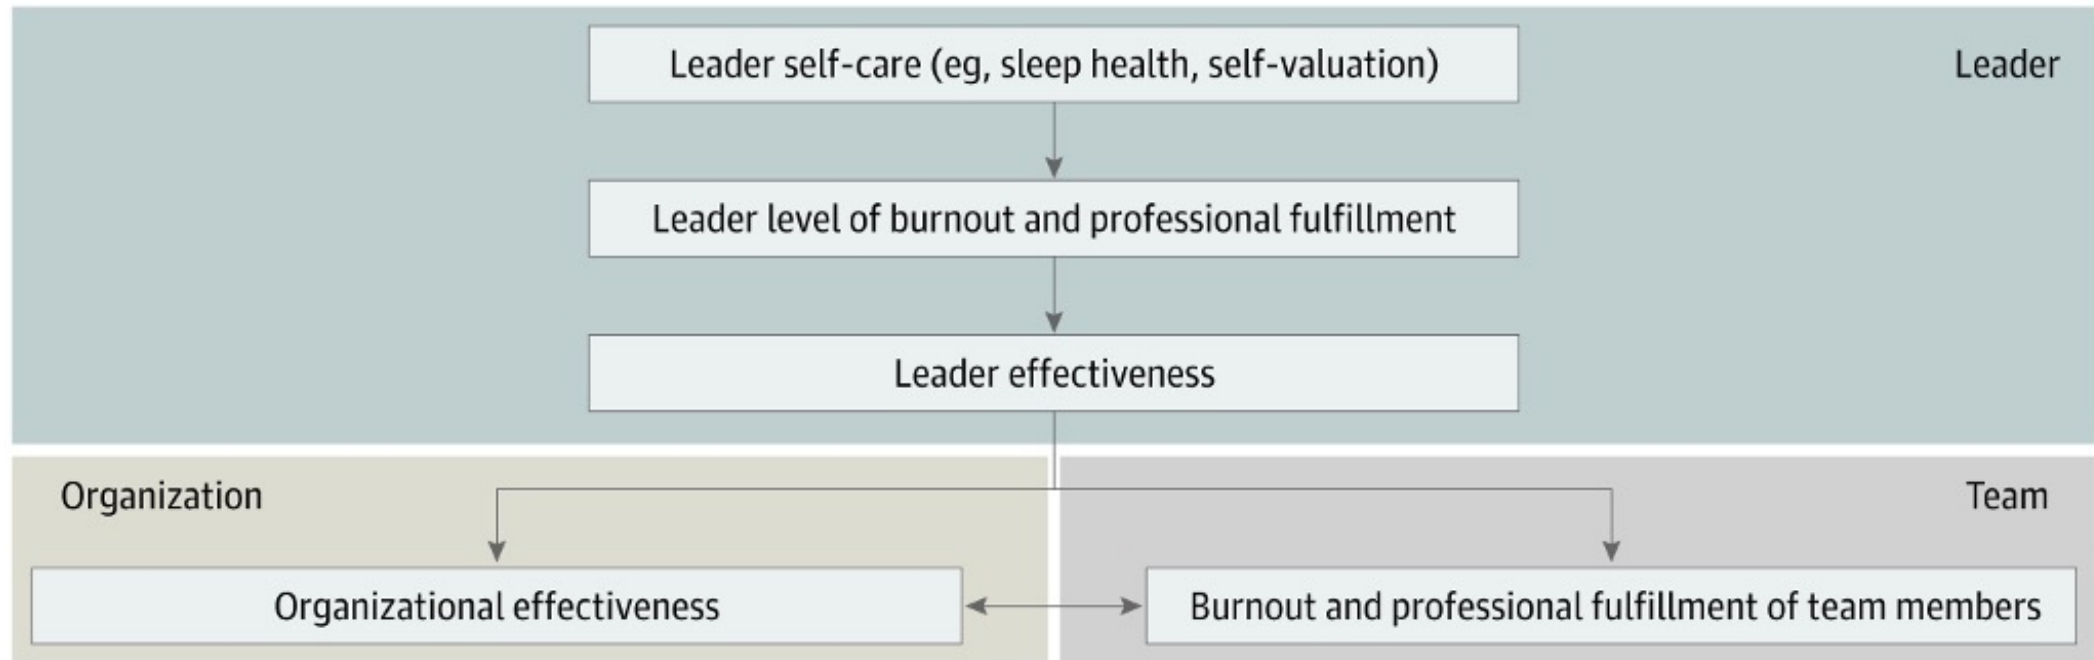 Leader self-care (eg, sleep health, self-valuation)
Leader
Leader level of burnout and professional fulfillment
Leader effectiveness
Organization
Team
Organizational effectiveness
Burnout and professional fulfillment of team members